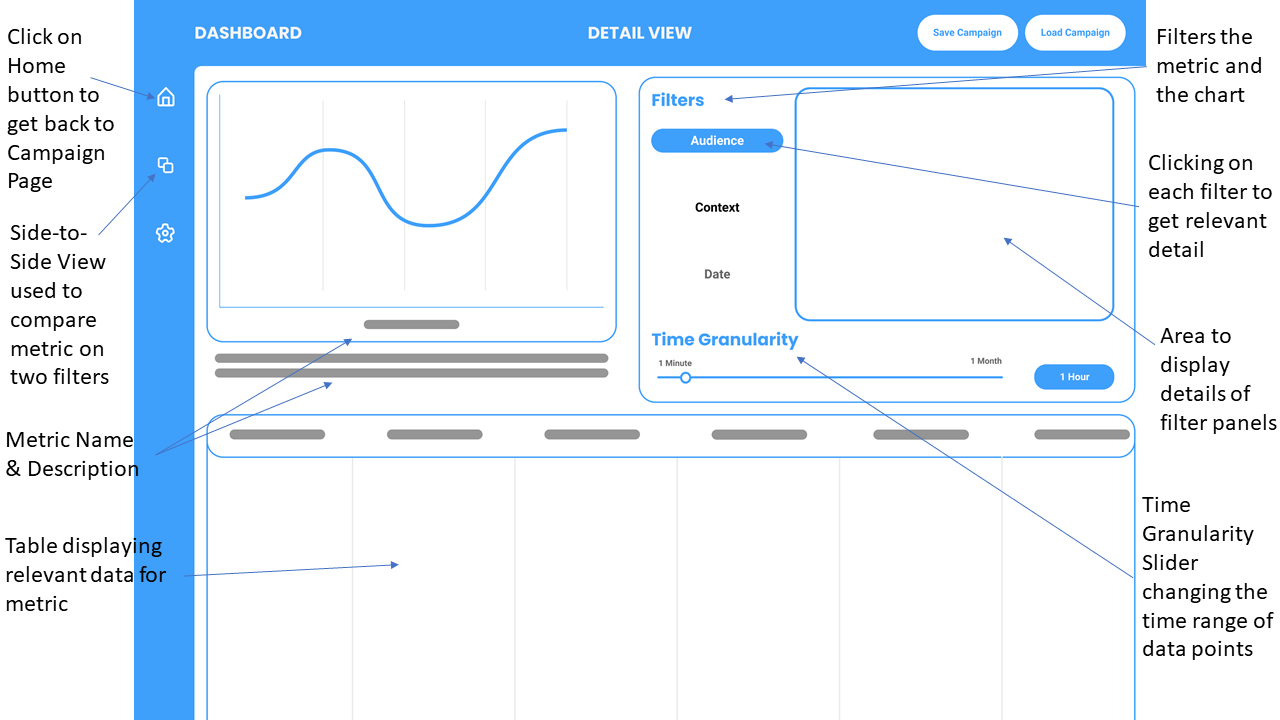 Click on
Home
button to
get back to
Campaign
Page
Side-to-
Side View
used to
compare
metric on
two filters
Metric Name
& Description
Table displaying
relevant data for
metric
DASHBOARD
DETAIL VIEW
Save Campaign
Load Campaign
Filters
Audience
Context
Date
Time Granularity
1 Minute
1 Month
1 Hour
Filters the
metric and
the chart
Clicking on
each filter to
get relevant
detail
Area to
display
details of
filter panels
Time
Granularity
Slider
changing the
time range of
data points